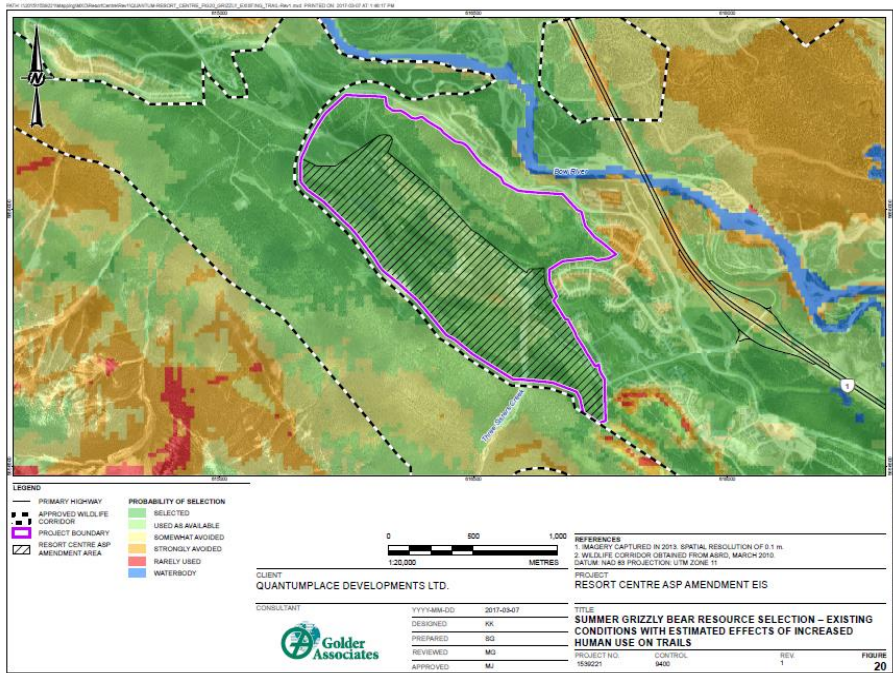 615000
616500
618000
Bow River
Three Sisters Creek
1
LEGEND
PRIMARY HIGHWAY
APPROVED WILDLIFE
CORRIDOR
PROJECT BOUNDARY
RESORT CENTRE ASP
AMENDMENT AREA
PROBABILITY OF SELECTION
SELECTED
USED AS AVAILABLE
SOMEWHAT AVOIDED
STRONGLY AVOIDED
RARELY USED
WATERBODY
0 500 1,000
1:20,000 METRES
REFERENCES
1. IMAGERY CAPTURED IN 2013. SPATIAL RESOLUTION OF 0.1 m.
2. WILDLIFE CORRIDOR OBTAINED FROM ASRD, MARCH 2010.
DATUM: NAD 83 PROJECTION: UTM ZONE 11
CLIENT
QUANTUMPLACE DEVELOPMENTS LTD.
PROJECT
RESORT CENTRE ASP AMENDMENT EIS
CONSULTANT
Golder
Associates
YYYY-MM-DD 2017-03-07
DESIGNED KK
PREPARED SG
REVIEWED MG
APPROVED MJ
TITLE
SUMMER GRIZZLY BEAR RESOURCE SELECTION – EXISTING
CONDITIONS WITH ESTIMATED EFFECTS OF INCREASED
HUMAN USE ON TRAILS
PROJECT NO. CONTROL REV. FIGURE
1539221 9400 1 20